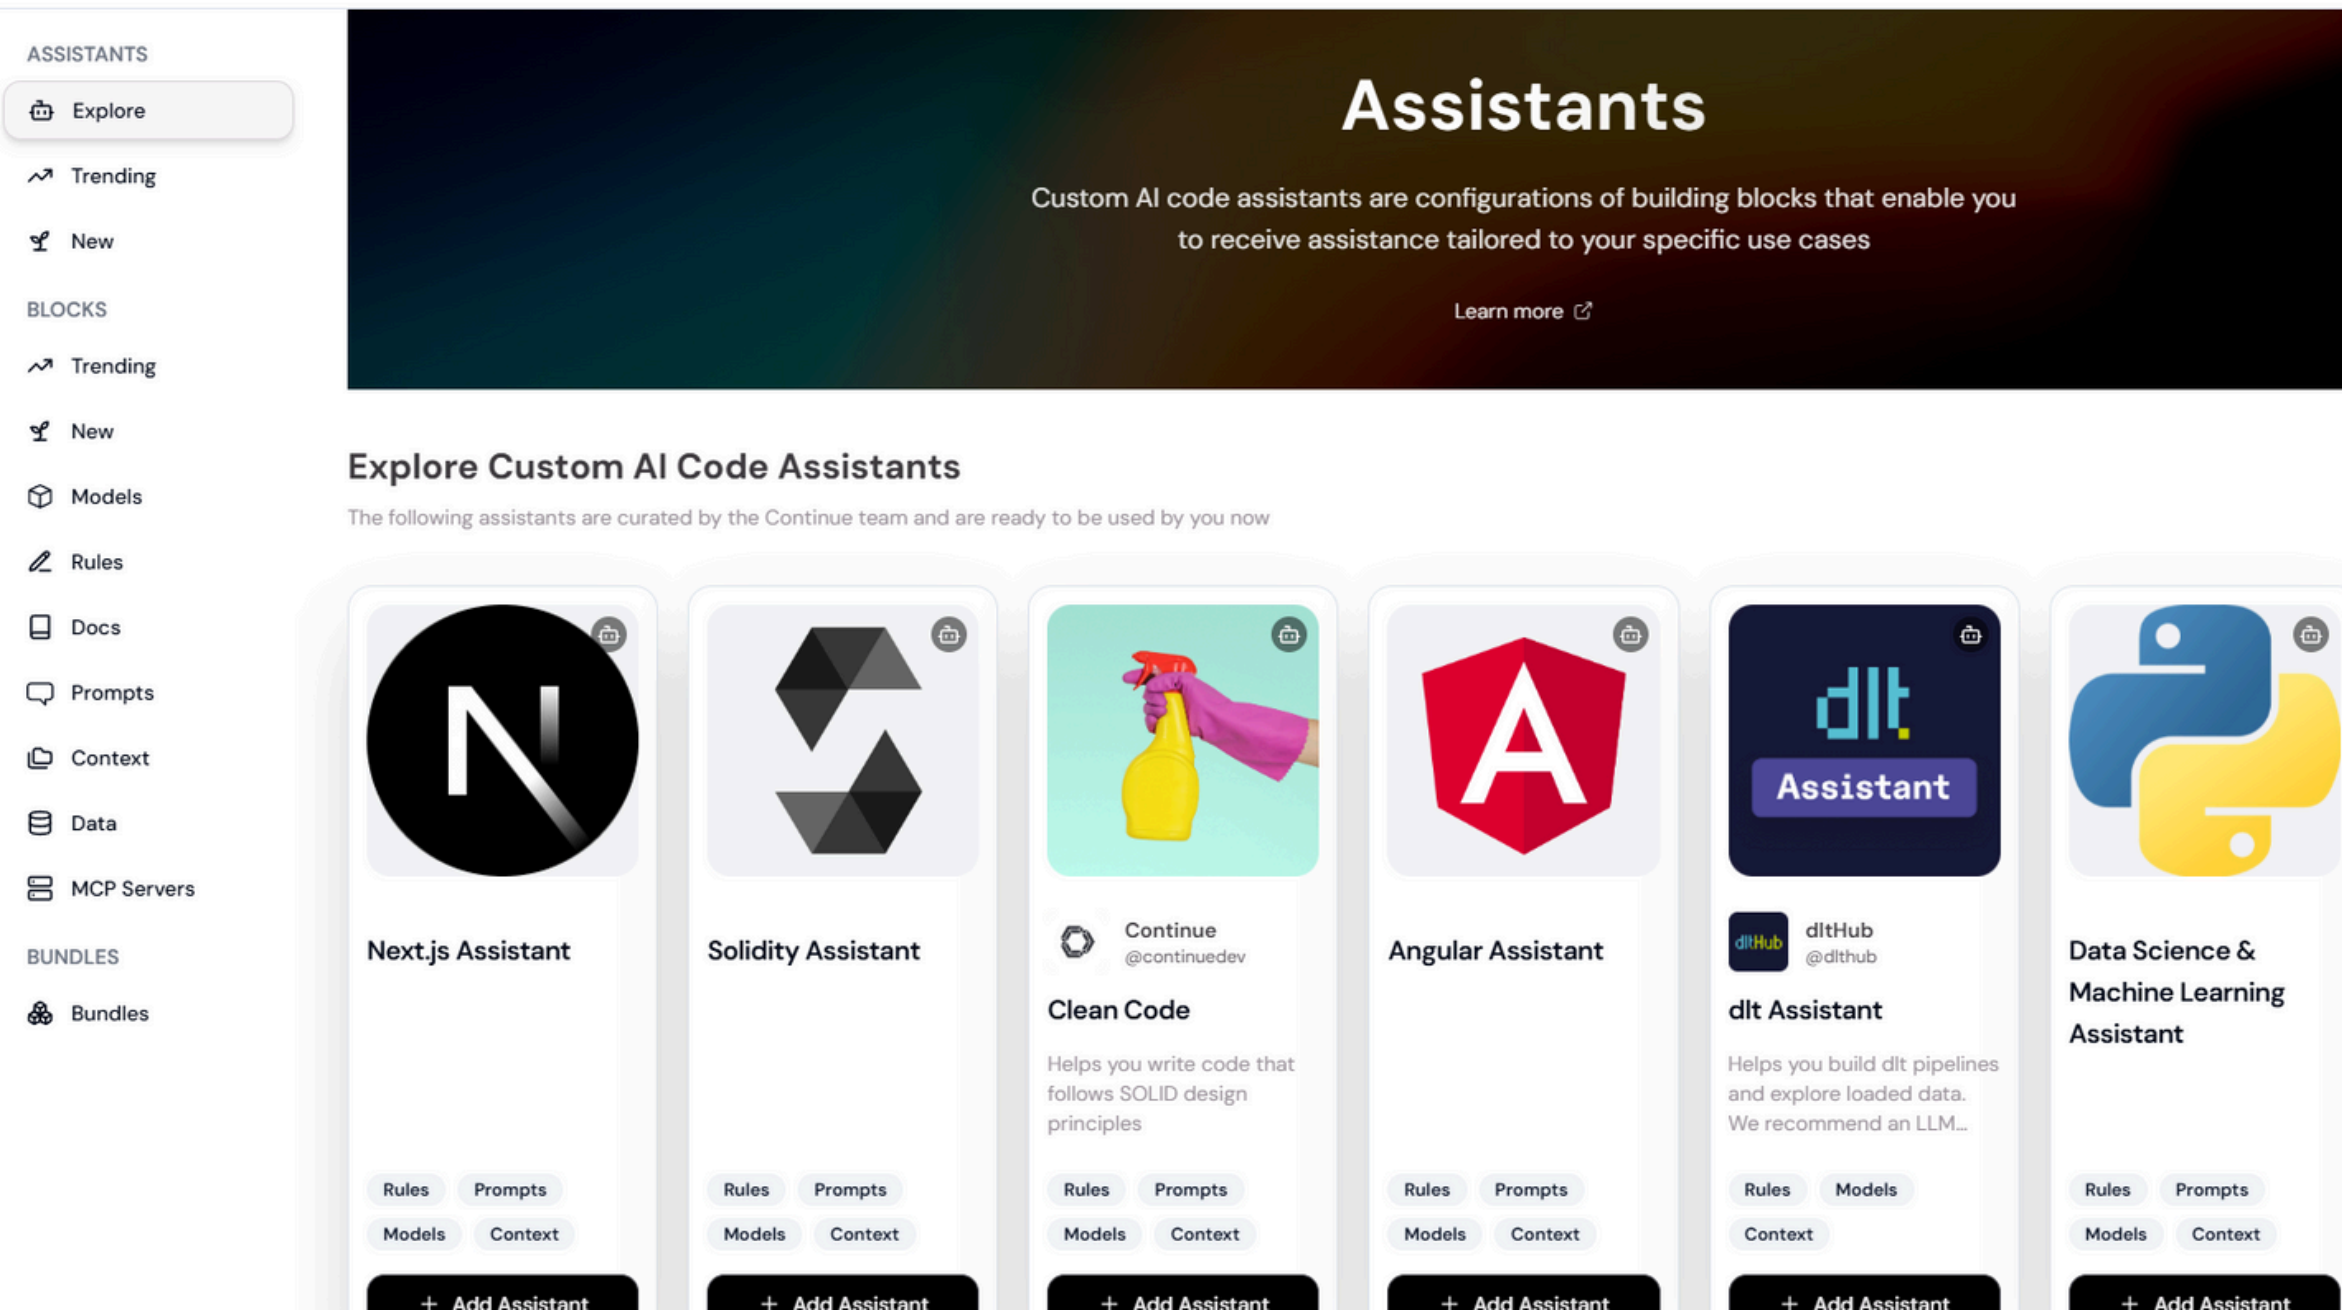 ASSISTANTS
Explore
Trending
New
BLOCKS
Trending
New
Models
Rules
Docs
Prompts
Context
Data
MCP Servers
BUNDLES
Bundles
Assistants
Custom AI code assistants are configurations of building blocks that enable you
to receive assistance tailored to your specific use cases
Learn more
Explore Custom AI Code Assistants
The following assistants are curated by the Continue team and are ready to be used by you now
N
Next.js Assistant
Rules Prompts
Models Context
+ Add Assistant
Solidity Assistant
Rules Prompts
Models Context
+ Add Assistant
Continue
@continuedev
Clean Code
Helps you write code that
follows SOLID design
principles
Rules Prompts
Models Context
+ Add Assistant
A
Angular Assistant
Rules Prompts
Models Context
+ Add Assistant
dlt
Assistant
dltHub
dltHub
@dlthub
dlt Assistant
Helps you build dlt pipelines
and explore loaded data.
We recommend an LLM...
Rules Models
Context
+ Add Assistant
Data Science &
Machine Learning
Assistant
Rules Prompts
Models Context
+ Add Assistant